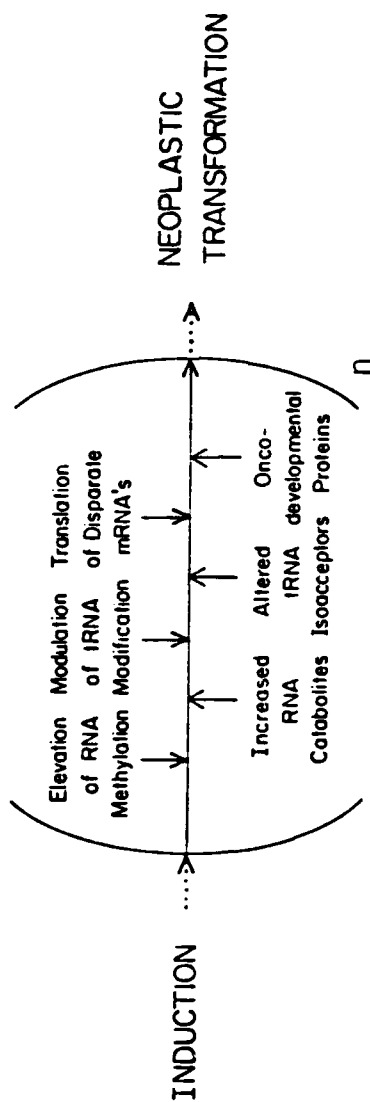 INDUCTION
Elevation
of RNA
Methylation
Modulation
of tRNA
Modification
Translation
of Disparate
mRNA's
Increased
RNA
Catabolites
Altered
tRNA
Isoacceptors
Onco-
developmental
Proteins
n
NEOPLASTIC
TRANSFORMATION